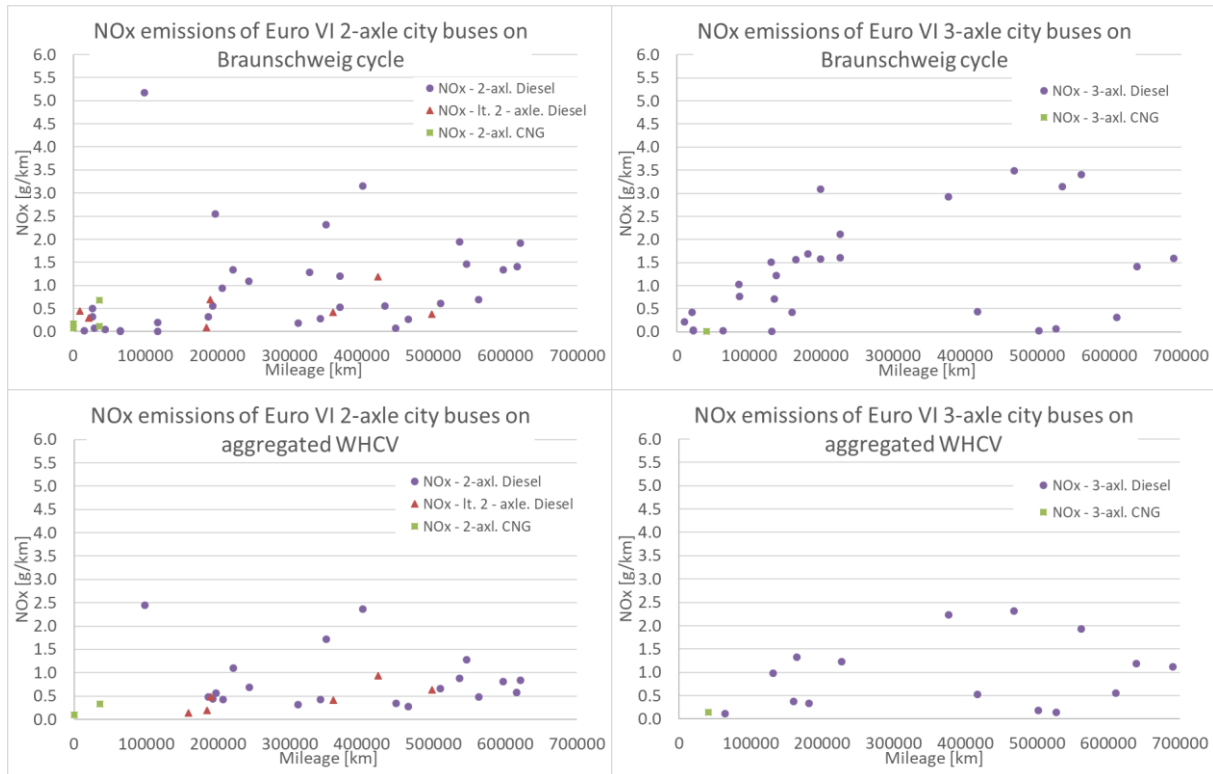 NOx emissions of Euro VI 2-axle city buses on
Braunschweig cycle
NOx [g/km]
6.0
5.5
5.0
4.5
4.0
3.5
3.0
2.5
2.0
1.5
1.0
0.5
0.0
NOx - 2-axl. Diesel
NOx - lt. 2 - axle. Diesel
NOx - 2-axl. CNG
0 100000 200000 300000 400000 500000 600000 700000
Mileage [km]
NOx emissions of Euro VI 3-axle city buses on
Braunschweig cycle
NOx [g/km]
6.0
5.5
5.0
4.5
4.0
3.5
3.0
2.5
2.0
1.5
1.0
0.5
0.0
NOx - 3-axl. Diesel
NOx - 3-axl. CNG
0 100000 200000 300000 400000 500000 600000 700000
Mileage [km]
NOx emissions of Euro VI 2-axle city buses on
aggregated WHCV
NOx [g/km]
6.0
5.5
5.0
4.5
4.0
3.5
3.0
2.5
2.0
1.5
1.0
0.5
0.0
NOx - 2-axl. Diesel
NOx - lt. 2 - axle. Diesel
NOx - 2-axl. CNG
0 100000 200000 300000 400000 500000 600000 700000
Mileage [km]
NOx emissions of Euro VI 3-axle city buses on
aggregated WHCV
NOx [g/km]
6.0
5.5
5.0
4.5
4.0
3.5
3.0
2.5
2.0
1.5
1.0
0.5
0.0
NOx - 3-axl. Diesel
NOx - 3-axl. CNG
0 100000 200000 300000 400000 500000 600000 700000
Mileage [km]